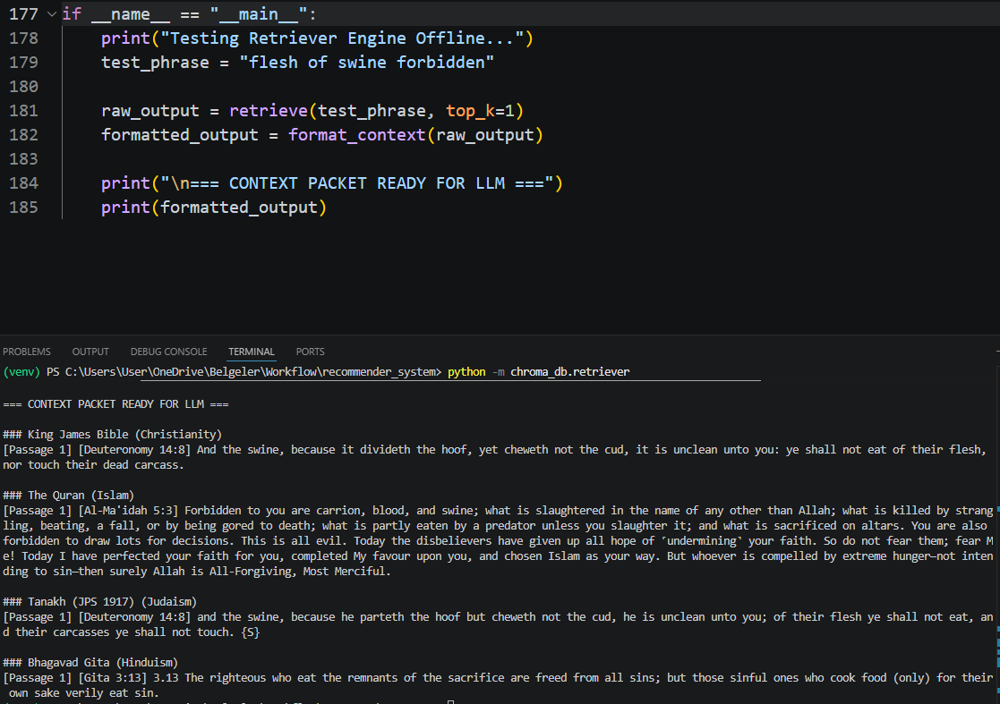 177 if __name__ == "__main__":
178 print("Testing Retriever Engine Offline...")
179 test_phrase = "flesh of swine forbidden"
180
181 raw_output = retrieve(test_phrase, top_k=1)
182 formatted_output = format_context(raw_output)
183
184 print("\n=== CONTEXT PACKET READY FOR LLM ===")
185 print(formatted_output)
PROBLEMS OUTPUT DEBUG CONSOLE TERMINAL PORTS
(venv) PS C:\Users\User\OneDrive\Belgeler\Workflow\recommender_system> python -m chroma_db.retriever
=== CONTEXT PACKET READY FOR LLM ===
### King James Bible (Christianity)
[Passage 1] [Deuteronomy 14:8] And the swine, because it divideth the hoof, yet cheweth not the cud, it is unclean unto you: ye shall not eat of their flesh,
nor touch their dead carcass.
### The Quran (Islam)
[Passage 1] [Al-Ma'idah 5:3] Forbidden to you are carrion, blood, and swine; what is slaughtered in the name of any other than Allah; what is killed by strang
ling, beating, a fall, or by being gored to death; what is partly eaten by a predator unless you slaughter it; and what is sacrificed on altars. You are also
forbidden to draw lots for decisions. This is all evil. Today the disbelievers have given up all hope of ˹undermining˺ your faith. So do not fear them; fear M
e! Today I have perfected your faith for you, completed My favour upon you, and chosen Islam as your way. But whoever is compelled by extreme hunger—not inten
ding to sin—then surely Allah is All-Forgiving, Most Merciful.
### Tanakh (JPS 1917) (Judaism)
[Passage 1] [Deuteronomy 14:8] and the swine, because he parteth the hoof but cheweth not the cud, he is unclean unto you; of their flesh ye shall not eat, an
d their carcasses ye shall not touch. {S}
### Bhagavad Gita (Hinduism)
[Passage 1] [Gita 3:13] 3.13 The righteous who eat the remnants of the sacrifice are freed from all sins; but those sinful ones who cook food (only) for their
own sake verily eat sin.